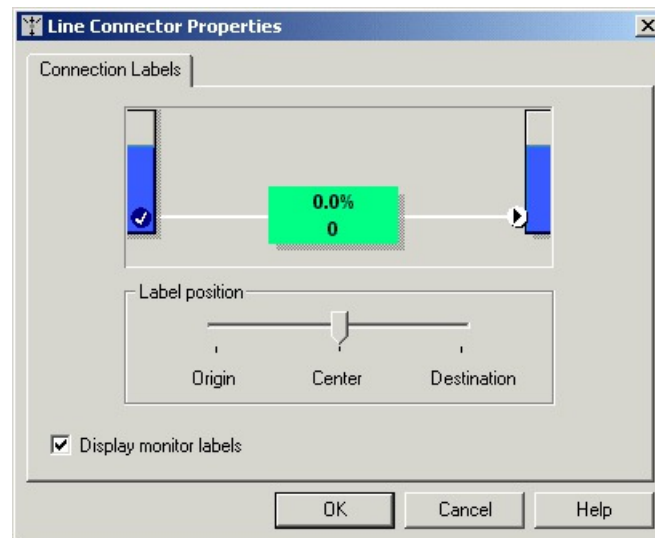 Line Connector Properties
Connection Labels
0.0%
0
Label position
Origin Center Destination
Display monitor labels
OK Cancel Help